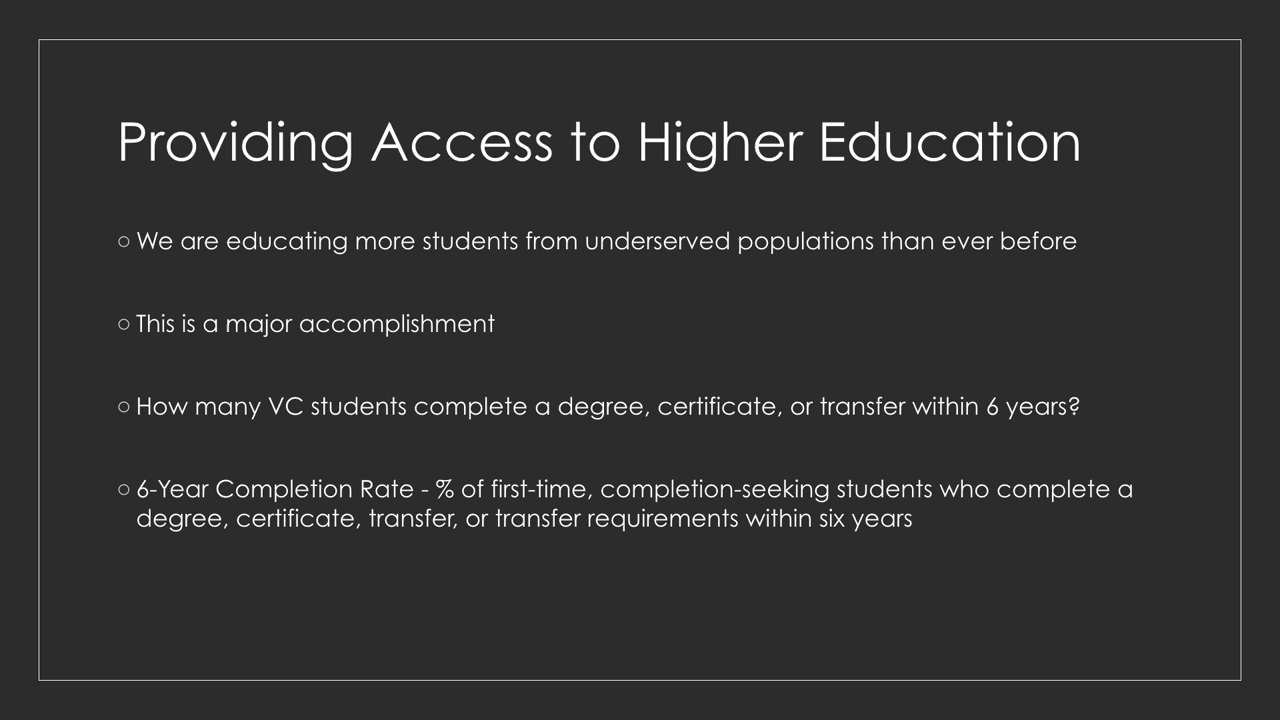 Providing Access to Higher Education
○ We are educating more students from underserved populations than ever before
○ This is a major accomplishment
○ How many VC students complete a degree, certificate, or transfer within 6 years?
○ 6-Year Completion Rate - % of first-time, completion-seeking students who complete a
degree, certificate, transfer, or transfer requirements within six years